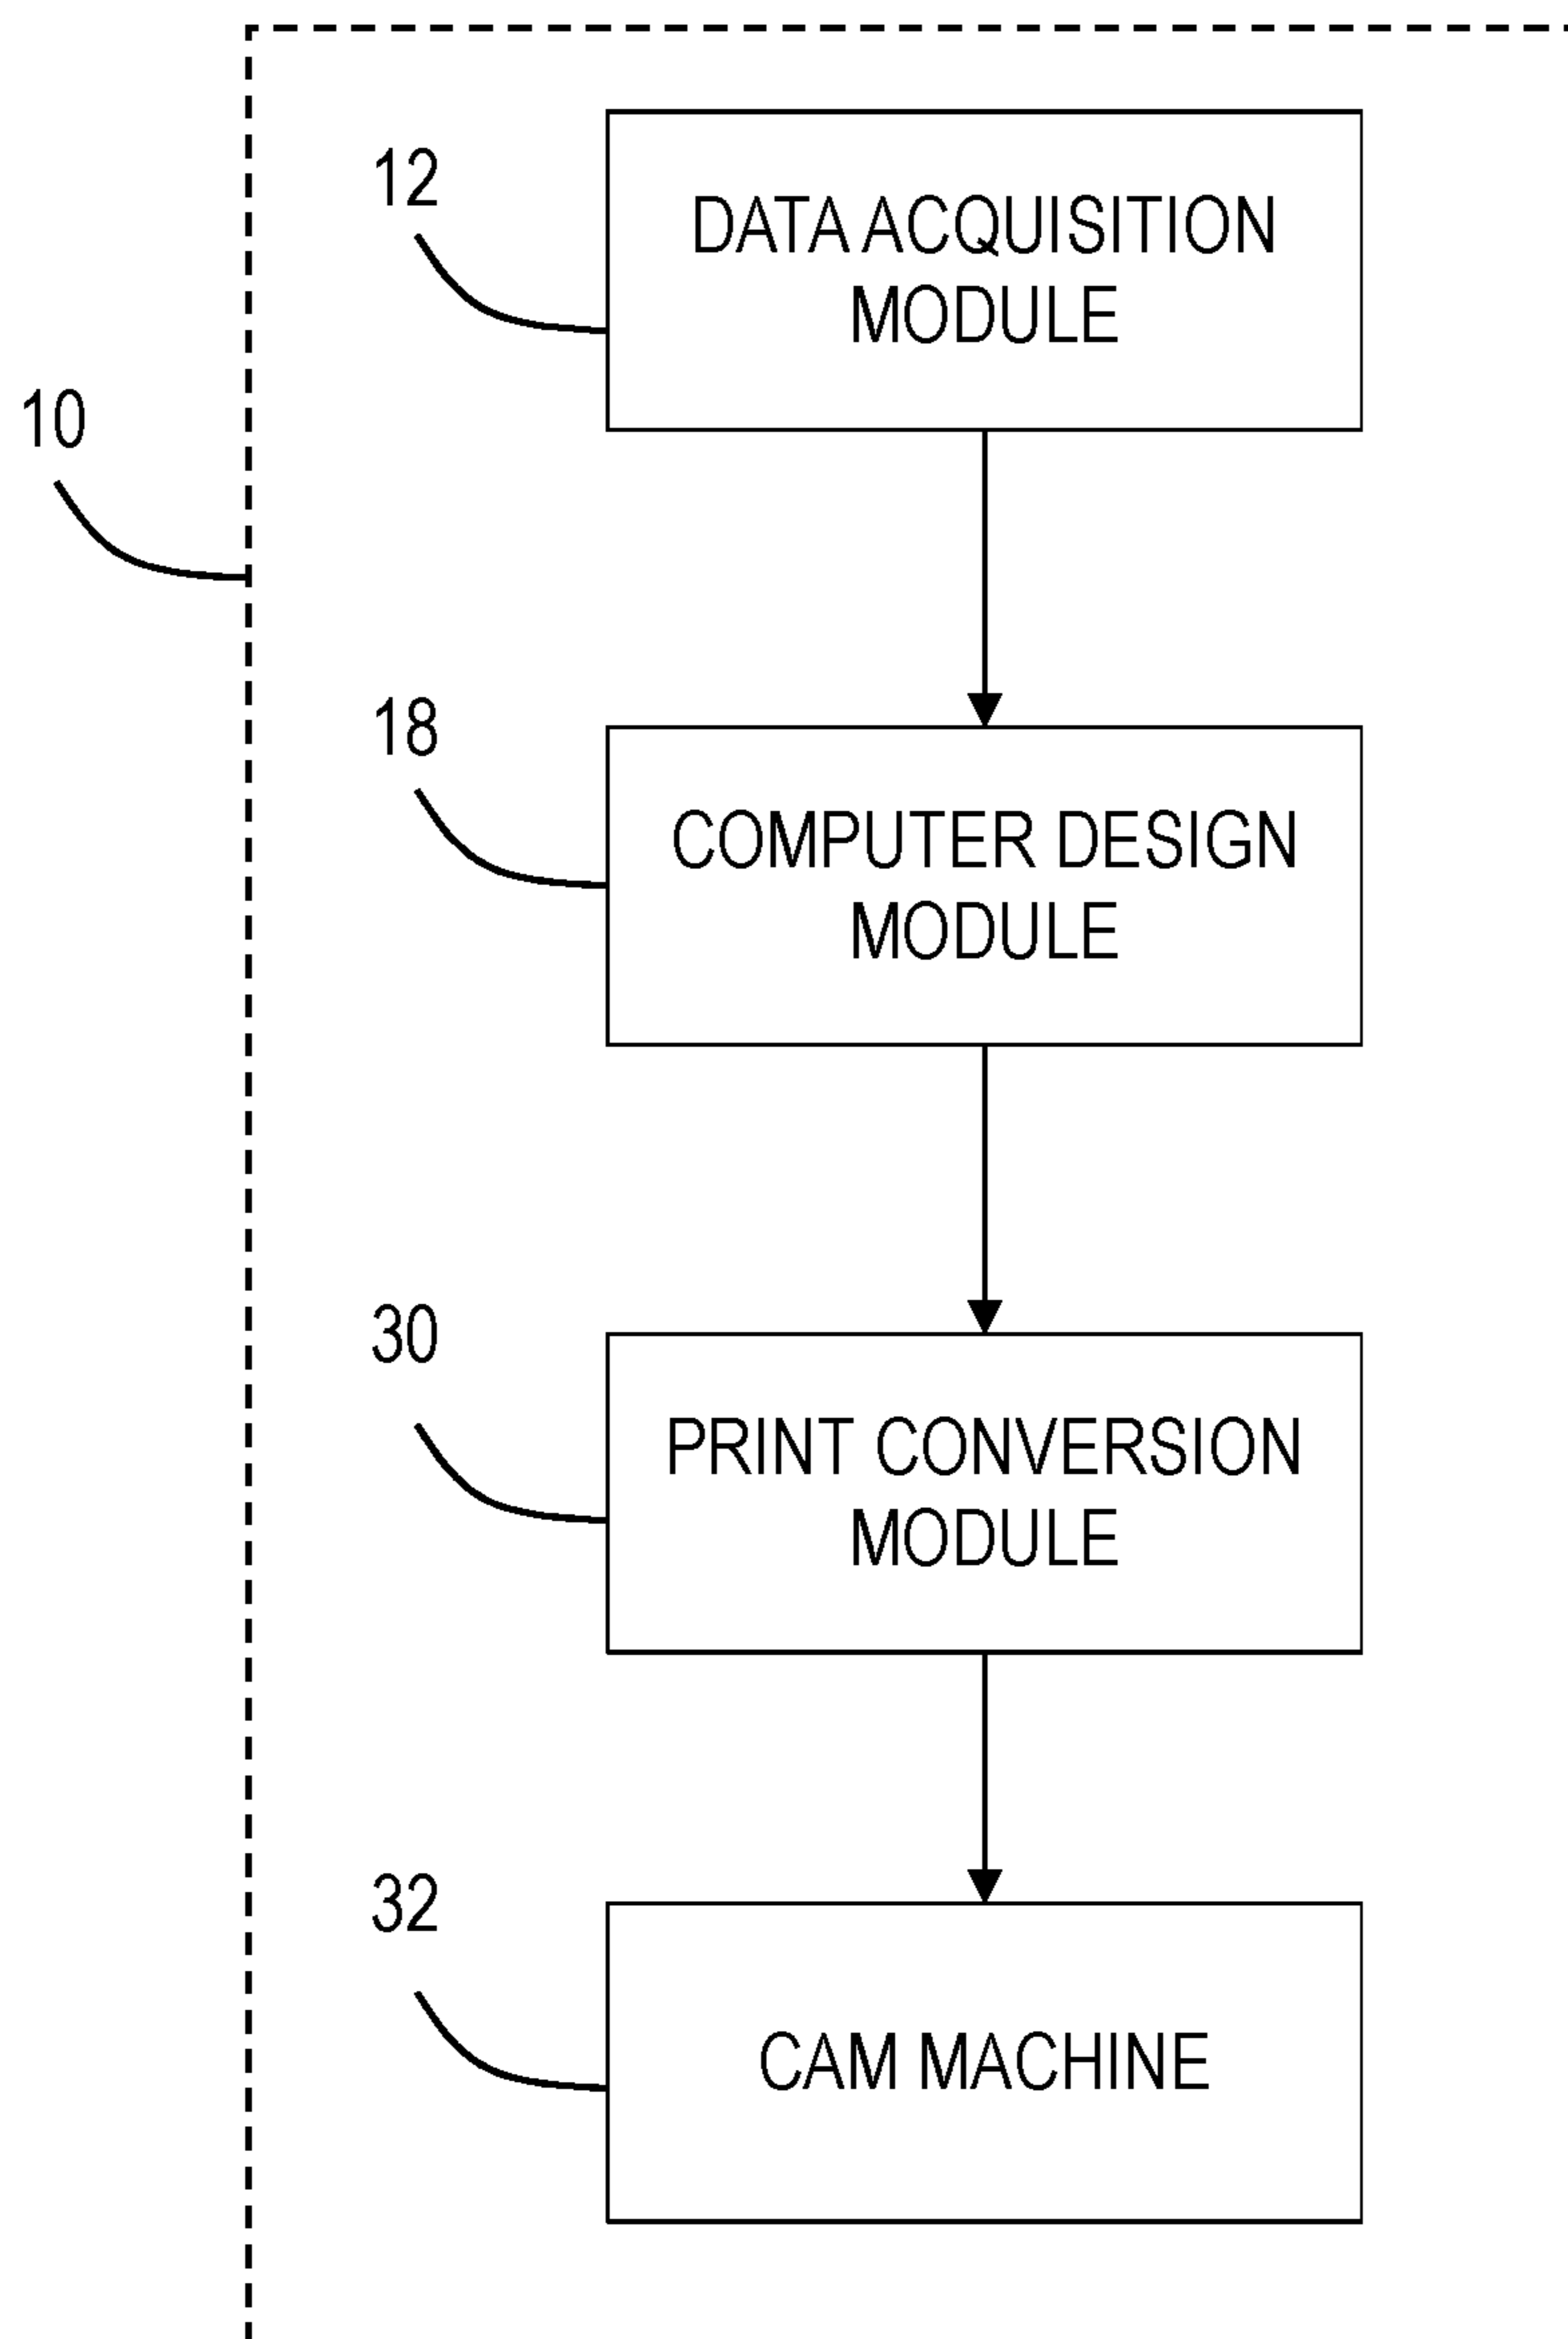 12
DATA ACQUISITION
MODULE
10
18
COMPUTER DESIGN
MODULE
30
PRINT CONVERSION
MODULE
32
CAM MACHINE